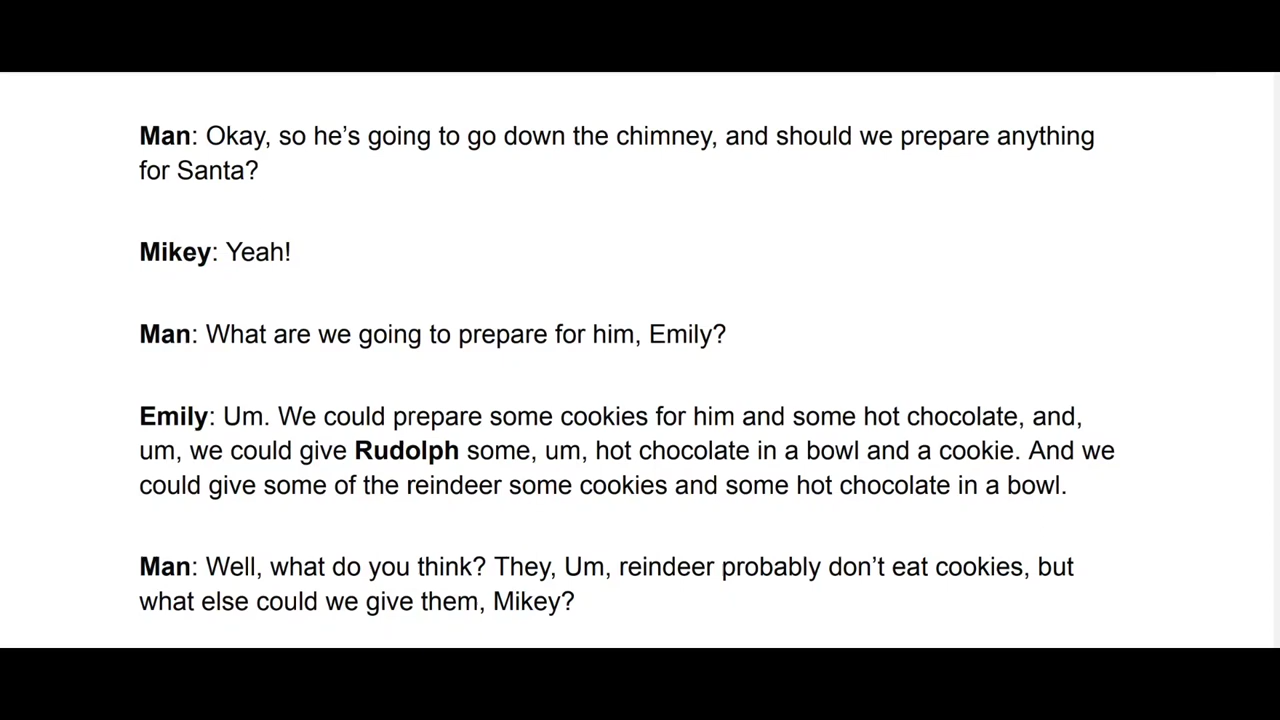 Man: Okay, so he’s going to go down the chimney, and should we prepare anything
for Santa?
Mikey: Yeah!
Man: What are we going to prepare for him, Emily?
Emily: Um. We could prepare some cookies for him and some hot chocolate, and,
um, we could give Rudolph some, um, hot chocolate in a bowl and a cookie. And we
could give some of the reindeer some cookies and some hot chocolate in a bowl.
Man: Well, what do you think? They, Um, reindeer probably don’t eat cookies, but
what else could we give them, Mikey?